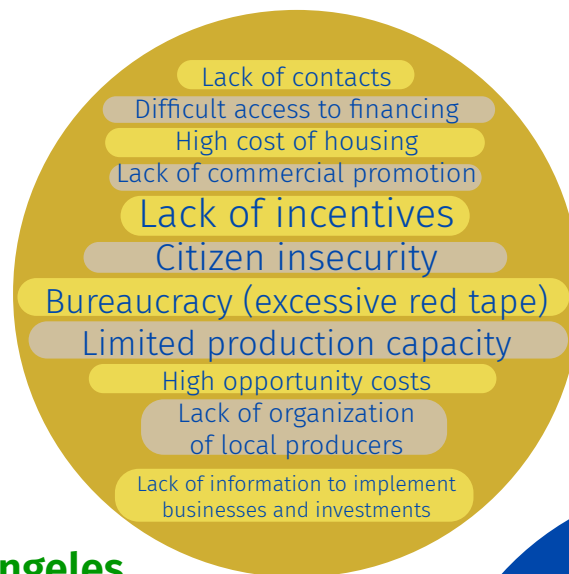 Lack of contacts
Difficult access to financing
High cost of housing
Lack of commercial promotion
Lack of incentives
Citizen insecurity
Bureaucracy (excessive red tape)
Limited production capacity
High opportunity costs
Lack of organization
of local producers
Lack of information to implement
businesses and investments
ngeles